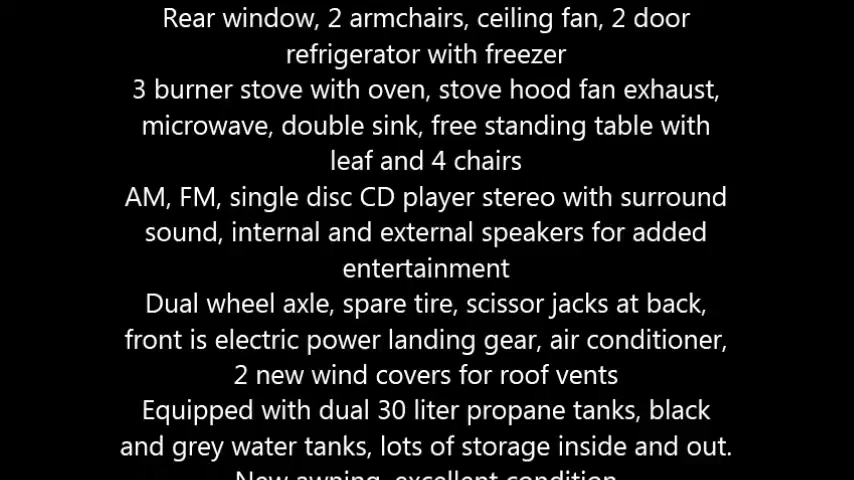 Rear window, 2 armchairs, ceiling fan, 2 door
refrigerator with freezer
3 burner stove with oven, stove hood fan exhaust,
microwave, double sink, free standing table with
leaf and 4 chairs
AM, FM, single disc CD player stereo with surround
sound, internal and external speakers for added
entertainment
Dual wheel axle, spare tire, scissor jacks at back,
front is electric power landing gear, air conditioner,
2 new wind covers for roof vents
Equipped with dual 30 liter propane tanks, black
and grey water tanks, lots of storage inside and out.
New awning, excellent condition